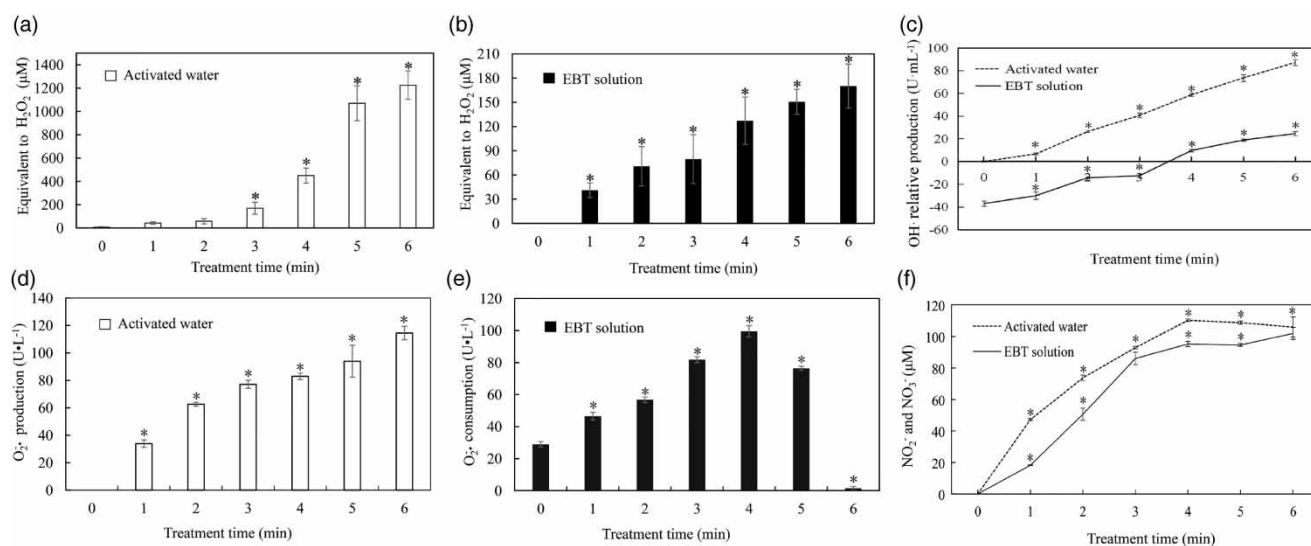 (a)
Equivalent to H₂O₂ (μM)
1400
1200
1000
800
600
400
200
0
Activated water
*
*
*
*
0 1 2 3 4 5 6
Treatment time (min)
(b)
Equivalent to H₂O₂ (μM)
210
180
150
120
90
60
30
0
EBT solution
*
*
*
*
*
*
0 1 2 3 4 5 6
Treatment time (min)
(c)
OH· relative production (U·mL⁻¹)
100
80
60
40
20
0
-20
-40
-60
Activated water
EBT solution
*
*
*
*
*
*
0 1 2 3 4 5 6
*
*
*
*
*
*
Treatment time (min)
(d)
O₂⁻· production (U•L⁻¹)
140
120
100
80
60
40
20
0
Activated water
*
*
*
*
*
*
0 1 2 3 4 5 6
Treatment time (min)
(e)
O₂⁻· consumption (U•L⁻¹)
120
100
80
60
40
20
0
EBT solution
*
*
*
*
*
*
0 1 2 3 4 5 6
Treatment time (min)
(f)
NO₂⁻ and NO₃⁻ (μM)
120
100
80
60
40
20
0
Activated water
EBT solution
*
*
*
*
*
*
*
*
*
*
0 1 2 3 4 5 6
Treatment time (min)